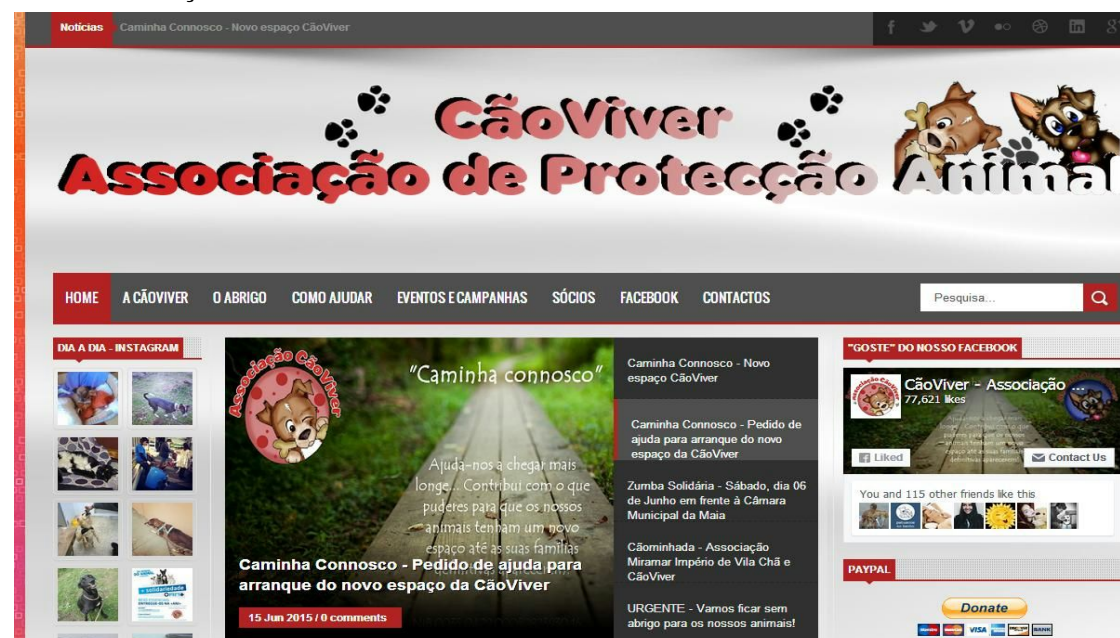 Notícias
Caminha Connosco - Novo espaço CãoViver
CãoViver
Associação de Protecção Animal
HOME
A CÃOVIVER
O ABRIGO
COMO AJUDAR
EVENTOS E CAMPANHAS
SÓCIOS
FACEBOOK
CONTACTOS
Pesquisa...
DIA A DIA - INSTAGRAM
Associação CãoViver
"Caminha connosco"
Ajuda-nos a chegar mais
longe... Contribui com o que
puderes para que os nossos
animais tenham um novo
espaço até as suas famílias
Caminha Connosco - Pedido de ajuda para
arranque do novo espaço da CãoViver
15 Jun 2015 / 0 comments
Caminha Connosco - Novo
espaço CãoViver
Caminha Connosco - Pedido de
ajuda para arranque do novo
espaço da CãoViver
Zumba Solidária - Sábado, dia 06
de Junho em frente à Câmara
Municipal da Maia
Cãominhada - Associação
Miramar Império de Vila Chã e
CãoViver
URGENTE - Vamos ficar sem
abrigo para os nossos animais!
"GOSTE" DO NOSSO FACEBOOK
CãoViver - Associação ...
77,621 likes
Liked
Contact Us
You and 115 other friends like this
PAYPAL
Donate
VISA
BANK